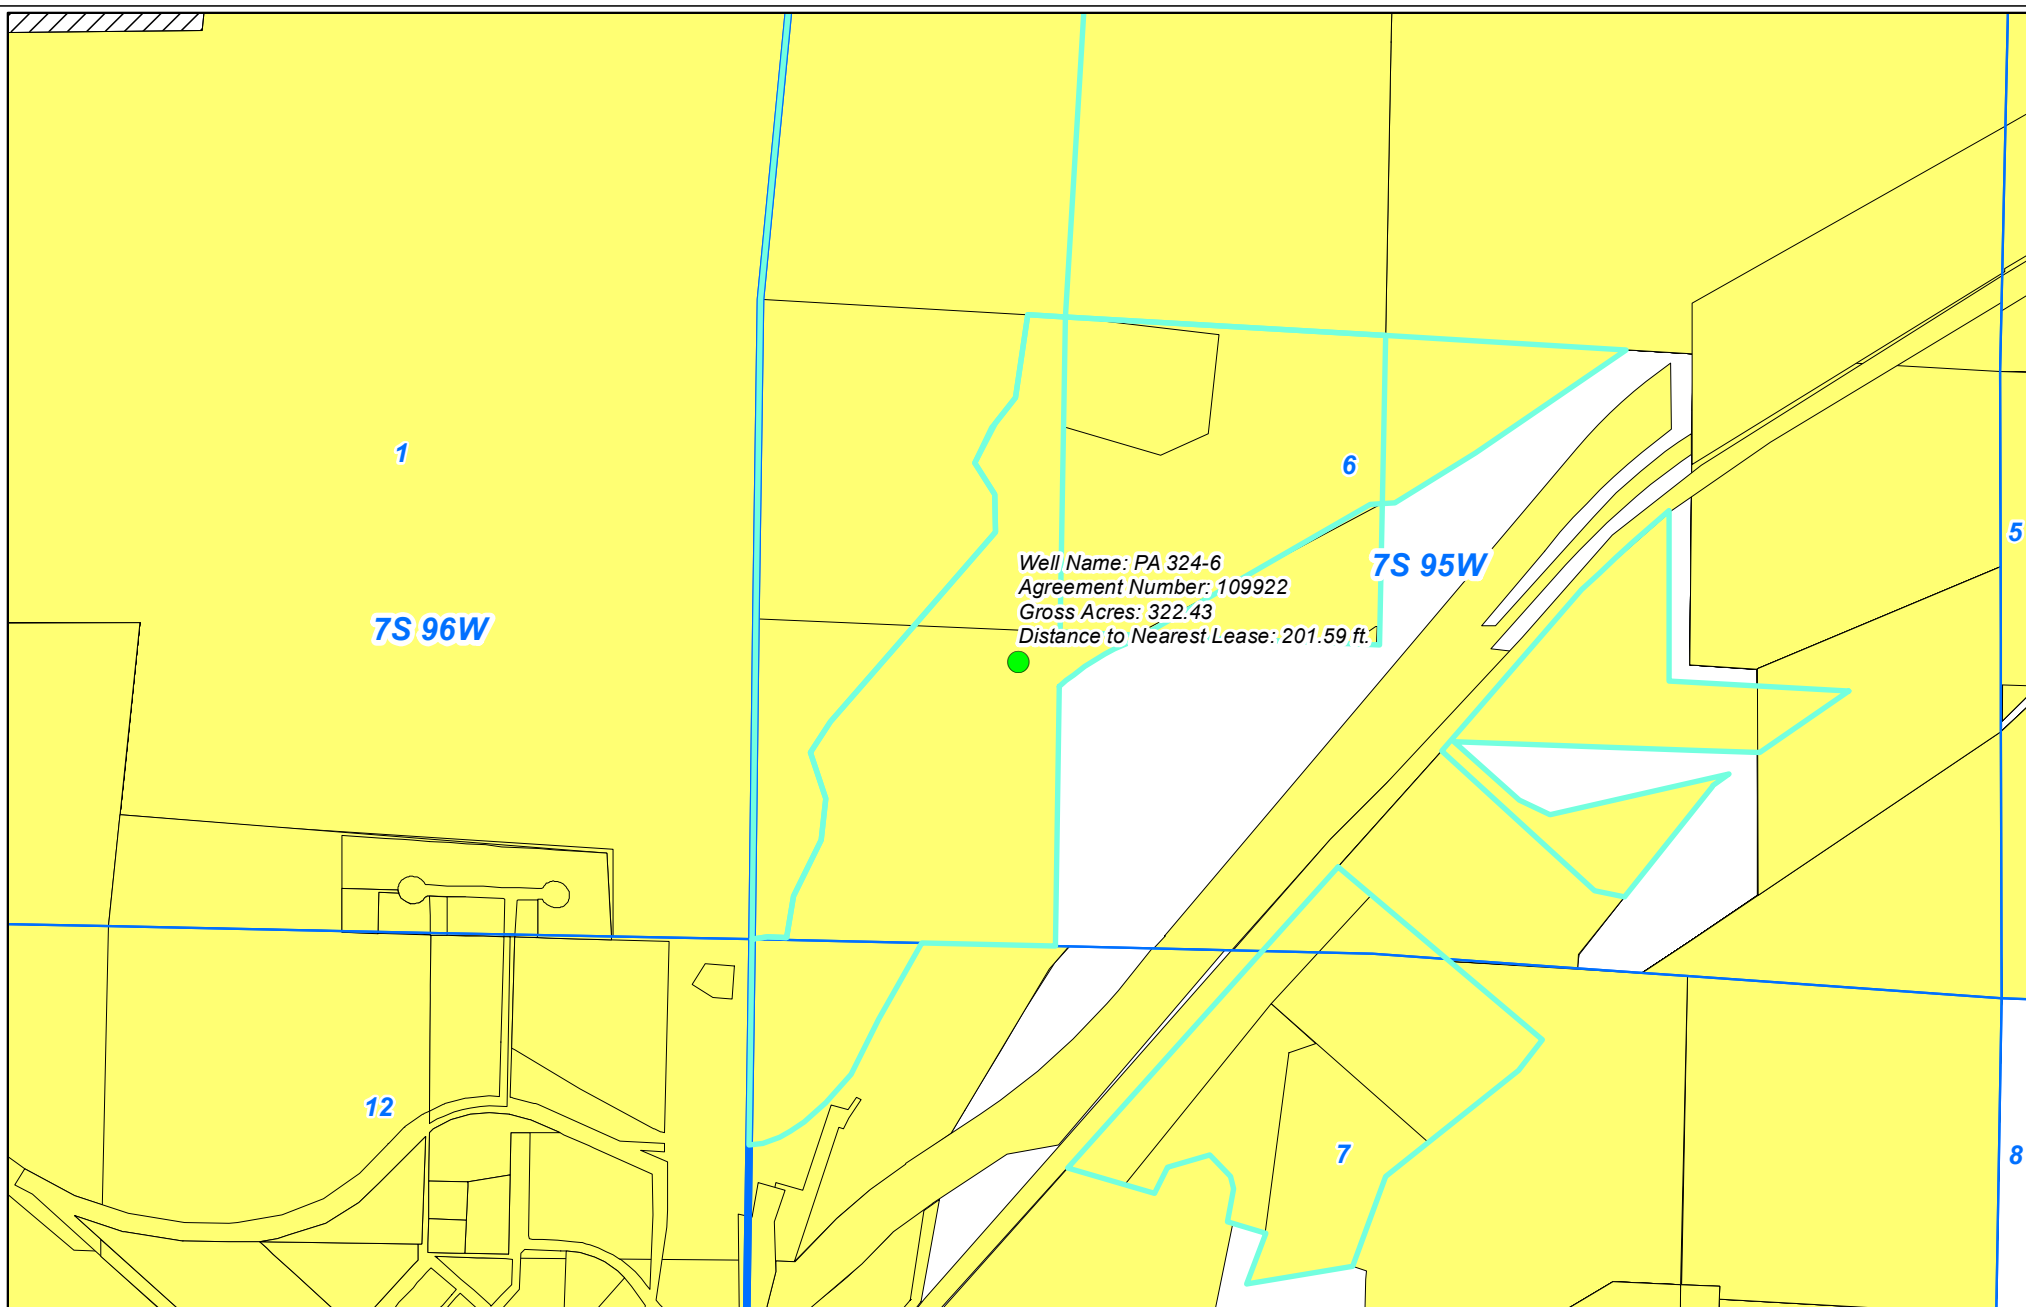 1
6
5
7S 95W
Well Name: PA 324-6
Agreement Number: 109922
Gross Acres: 322.43
Distance to Nearest Lease: 201.59 ft.
7S 96W
12
7
8